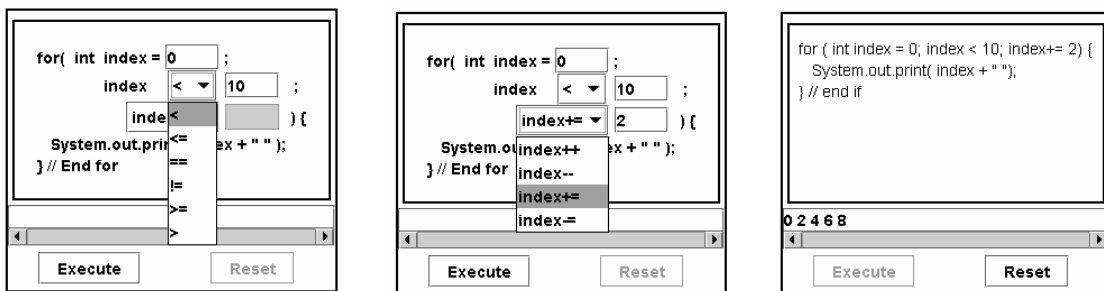 for( int index = 0 ;
index < 10 ;
inde ) {
<
<=
==
!=
>=
>
System.out.prin ex + " " );
} // End for
Execute Reset
for( int index = 0 ;
index < 10 ;
index+= 2 ) {
index++
index--
index+=
index-=
System.ou ex + " " );
} // End for
Execute Reset
for ( int index = 0; index < 10; index+= 2) {
System.out.print( index + " ");
} // end if
0 2 4 6 8
Execute Reset